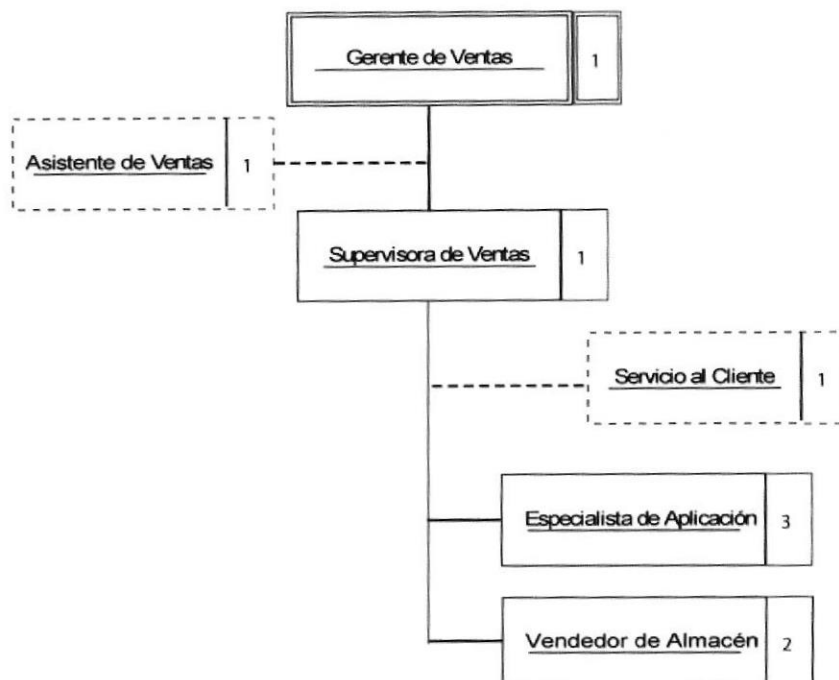 Gerente de Ventas 1
Asistente de Ventas 1
Supervisora de Ventas 1
Servicio al Cliente 1
Especialista de Aplicación 3
Vendedor de Almacén 2